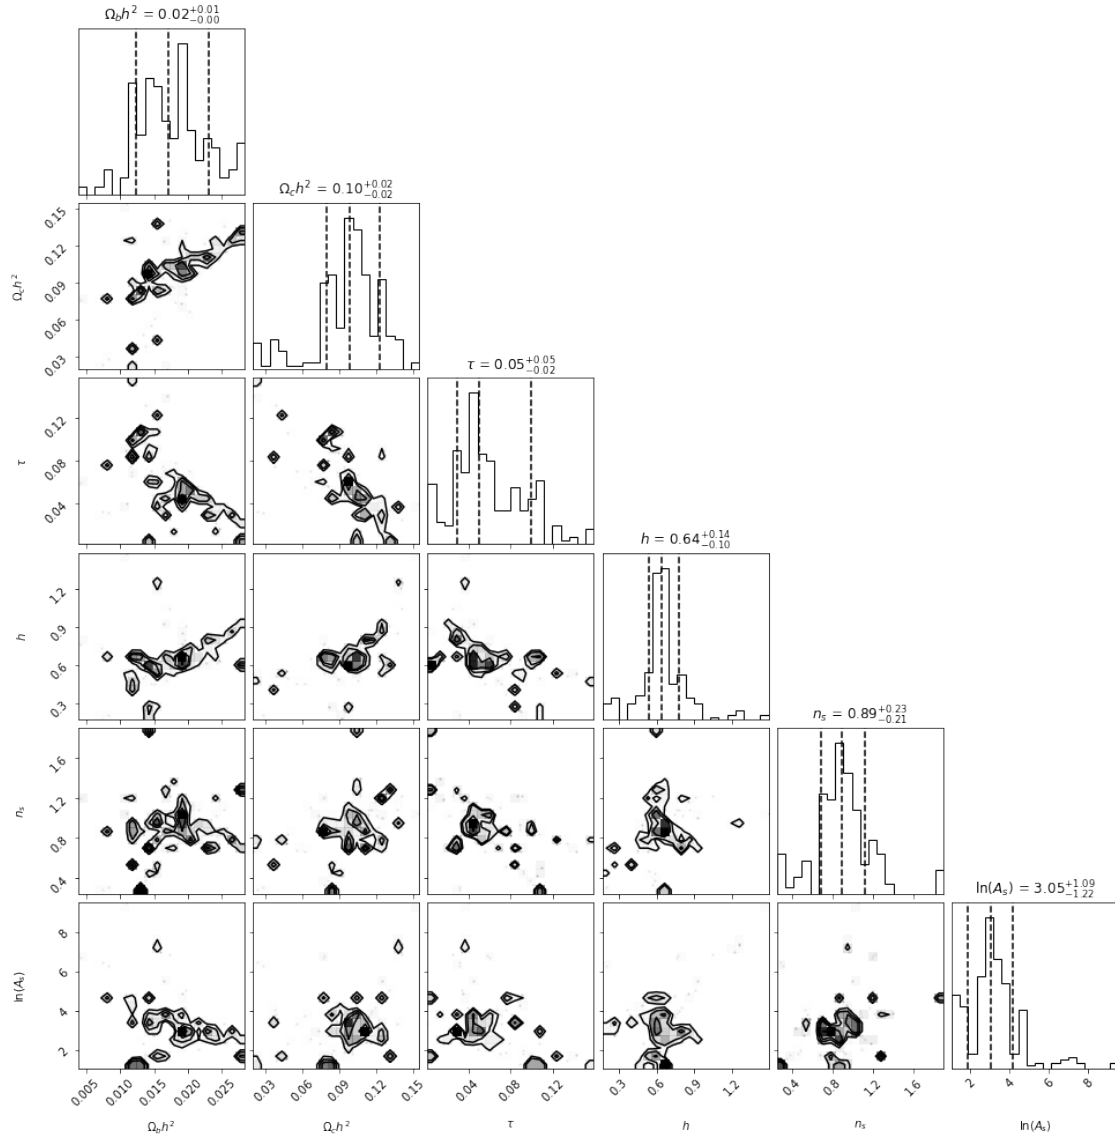 Ω_b h² = 0.02^{+0.01}_{-0.00}
Ω_c h² = 0.10^{+0.02}_{-0.02}
0.15
0.12
0.09
0.06
0.03
Ω_c h²
τ = 0.05^{+0.05}_{-0.02}
0.12
0.08
0.04
τ
h = 0.64^{+0.14}_{-0.10}
1.2
0.9
0.6
0.3
h
n_s = 0.89^{+0.23}_{-0.21}
1.6
1.2
0.8
0.4
n_s
ln(A_s) = 3.05^{+1.09}_{-1.22}
8
6
4
2
ln(A_s)
0.005 0.010 0.015 0.020 0.025
0.03 0.06 0.09 0.12 0.15
0.04 0.08 0.12
0.3 0.6 0.9 1.2
0.4 0.8 1.2 1.6
2 4 6 8
Ω_b h² Ω_c h² τ h n_s ln(A_s)